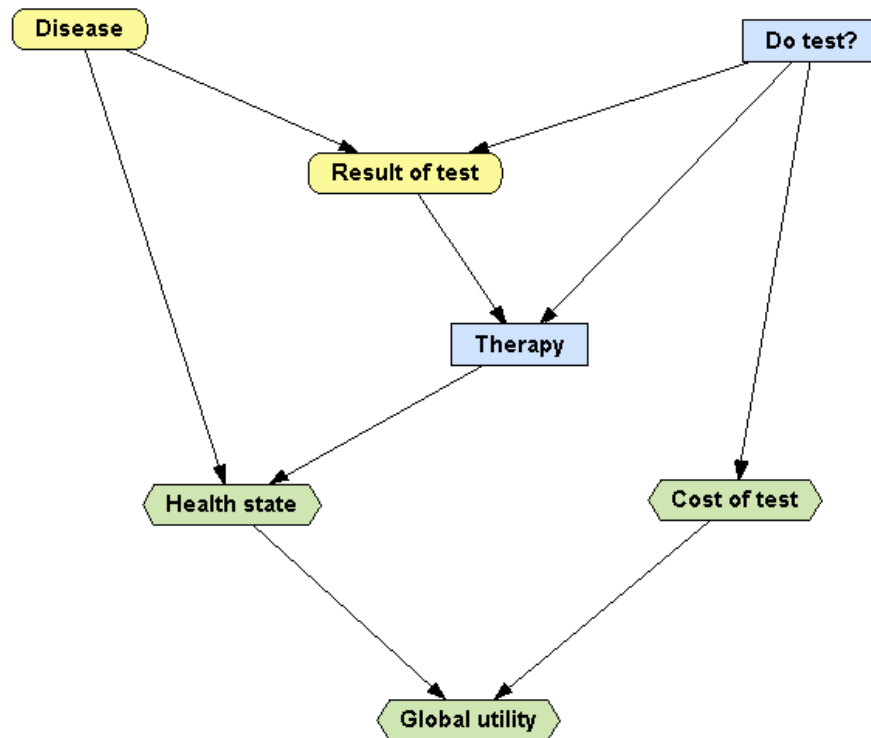 Disease
Do test?
Result of test
Therapy
Health state
Cost of test
Global utility